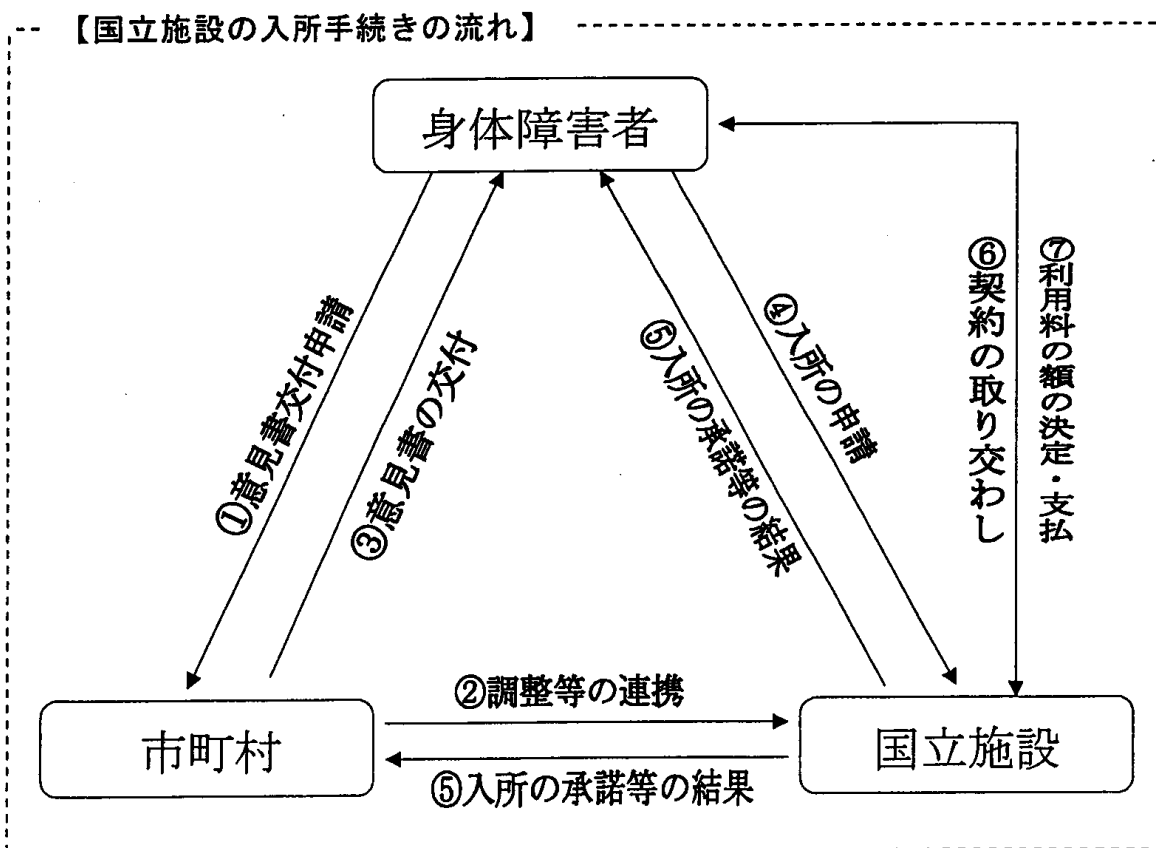 【国立施設の入所手続きの流れ】
身体障害者
①意見書交付申請
③意見書の交付
⑤入所の承諾等の結果
④入所の申請
⑥契約の取り交わし
⑦利用料の額の決定・支払
②調整等の連携
市町村
国立施設
⑤入所の承諾等の結果